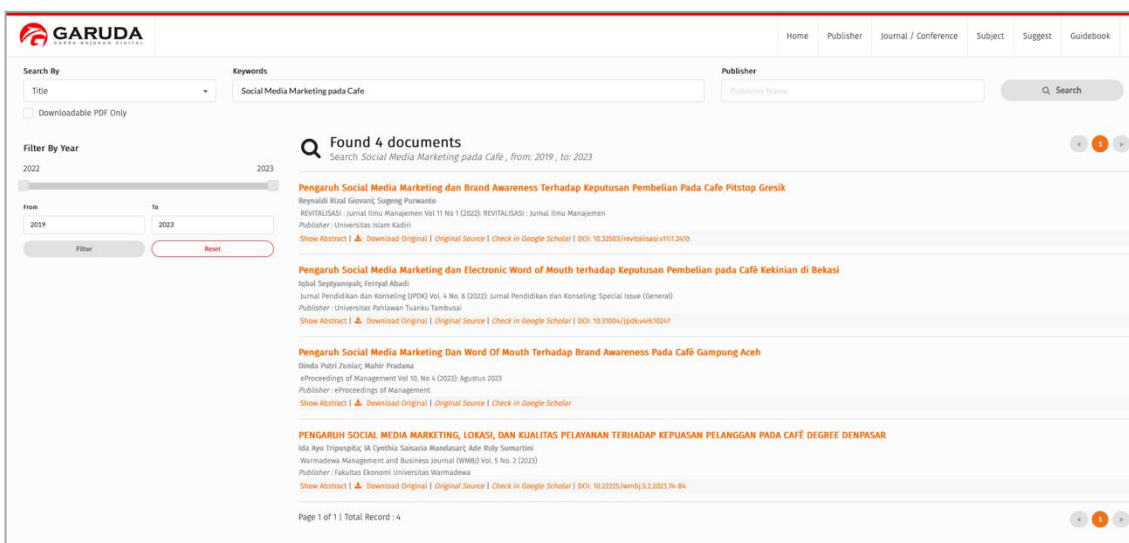 GARUDA
GARBA RUJUKAN DIGITAL
Home Publisher Journal / Conference Subject Suggest Guidebook
Search By Keywords Publisher
Title Social Media Marketing pada Cafe Publisher Name Search
Downloadable PDF Only
Filter By Year
2022 2023
From To
2019 2023
Filter Reset
Found 4 documents
Search Social Media Marketing pada Cafe , from: 2019 , to: 2023
« 1 »
Pengaruh Social Media Marketing dan Brand Awareness Terhadap Keputusan Pembelian Pada Cafe Pitstop Gresik
Reynaldi Rizal Giovani; Sugeng Purwanto
REVITALISASI : Jurnal Ilmu Manajemen Vol 11 No 1 (2022): REVITALISASI : Jurnal Ilmu Manajemen
Publisher : Universitas Islam Kadiri
Show Abstract | Download Original | Original Source | Check in Google Scholar | DOI: 10.32503/revitalisasi.v11i1.2410
Pengaruh Social Media Marketing dan Electronic Word of Mouth terhadap Keputusan Pembelian pada Café Kekinian di Bekasi
Iqbal Septyansyah; Ferryal Abadi
Jurnal Pendidikan dan Konseling (JPDK) Vol. 4 No. 6 (2022): Jurnal Pendidikan dan Konseling: Special Issue (General)
Publisher : Universitas Pahlawan Tuanku Tambusai
Show Abstract | Download Original | Original Source | Check in Google Scholar | DOI: 10.31004/jpdk.v4i6.10247
Pengaruh Social Media Marketing Dan Word Of Mouth Terhadap Brand Awareness Pada Café Gampung Aceh
Dinda Putri Zuniar; Mahir Pradana
eProceedings of Management Vol 10, No 4 (2023): Agustus 2023
Publisher : eProceedings of Management
Show Abstract | Download Original | Original Source | Check in Google Scholar
PENGARUH SOCIAL MEDIA MARKETING, LOKASI, DAN KUALITAS PELAYANAN TERHADAP KEPUASAN PELANGGAN PADA CAFÉ DEGREE DENPASAR
Ida Ayu Tripuspita; IA Cynthia Saisaria Mandasari; Ade Ruly Sumartini
Warmadewa Management and Business Journal (WMBJ) Vol. 5 No. 2 (2023)
Publisher : Fakultas Ekonomi Universitas Warmadewa
Show Abstract | Download Original | Original Source | Check in Google Scholar | DOI: 10.22225/wmbj.5.2.2023.74-84
Page 1 of 1 | Total Record : 4
« 1 »